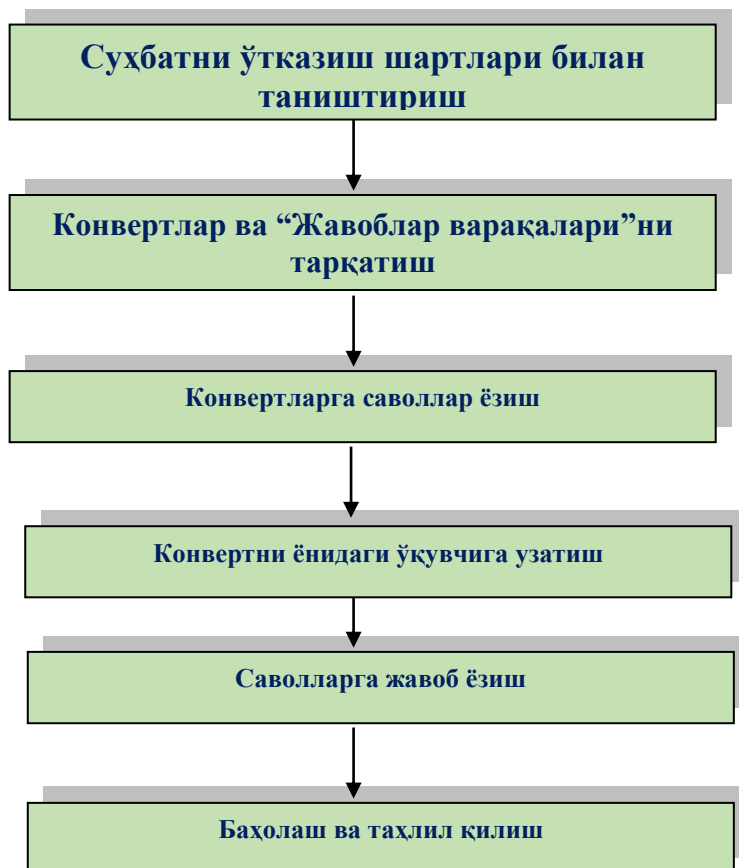 Суҳбатни ўтказиш шартлари билан
таништириш
Конвертлар ва “Жавоблар варақалари”ни
тарқатиш
Конвертларга саволлар ёзиш
Конвертни ёнидаги ўқувчига узатиш
Саволларга жавоб ёзиш
Баҳолаш ва таҳлил қилиш